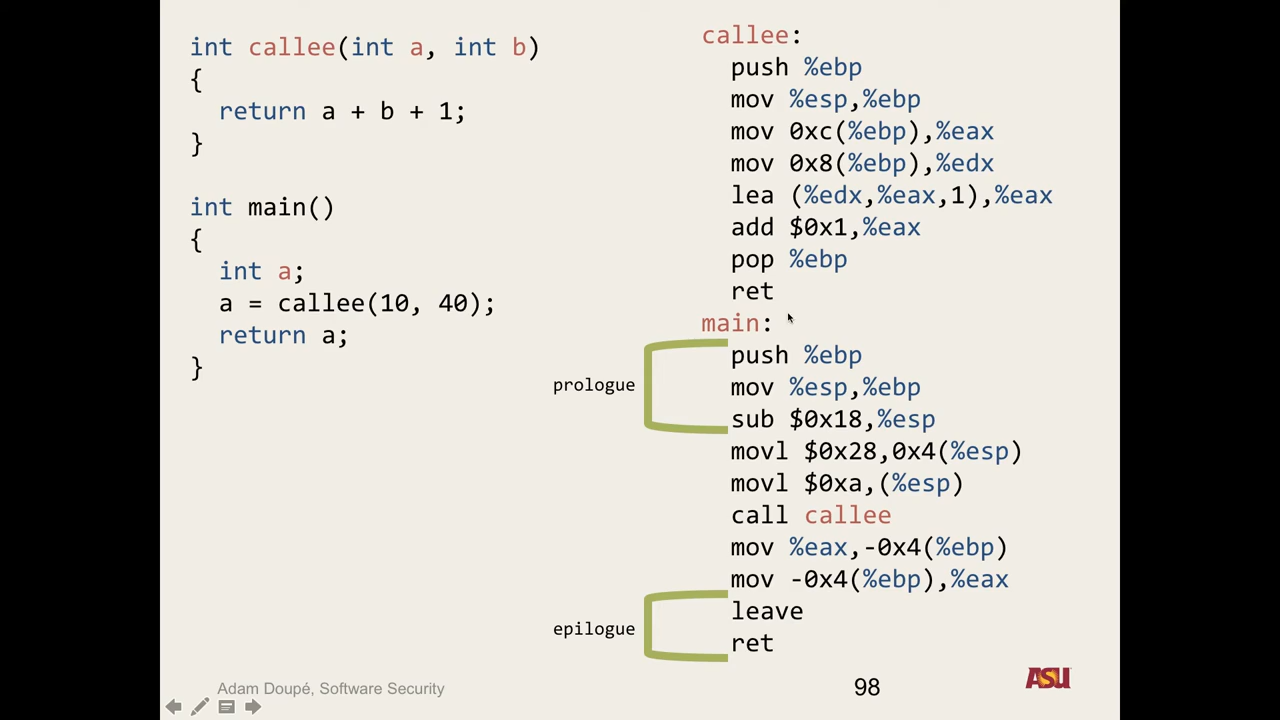 int callee(int a, int b)
{
return a + b + 1;
}
int main()
{
int a;
a = callee(10, 40);
return a;
}
callee:
push %ebp
mov %esp,%ebp
mov 0xc(%ebp),%eax
mov 0x8(%ebp),%edx
lea (%edx,%eax,1),%eax
add $0x1,%eax
pop %ebp
ret
main:
push %ebp
mov %esp,%ebp
sub $0x18,%esp
movl $0x28,0x4(%esp)
movl $0xa,(%esp)
call callee
mov %eax,-0x4(%ebp)
mov -0x4(%ebp),%eax
leave
ret
prologue
epilogue
Adam Doupé, Software Security
98
ASU